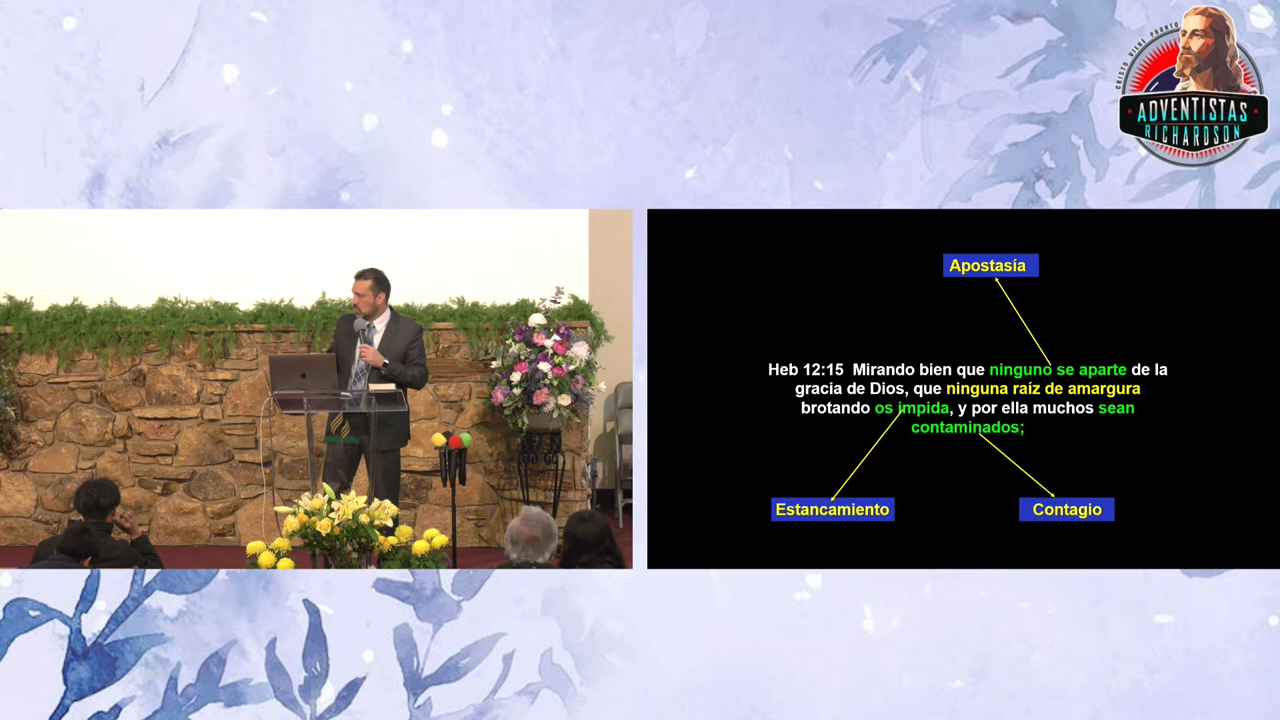 CRISTO VIENE PRONTO
ADVENTISTAS
RICHARDSON
Apostasía
Heb 12:15 Mirando bien que ninguno se aparte de la
gracia de Dios, que ninguna raíz de amargura
brotando os impida, y por ella muchos sean
contaminados;
Estancamiento
Contagio